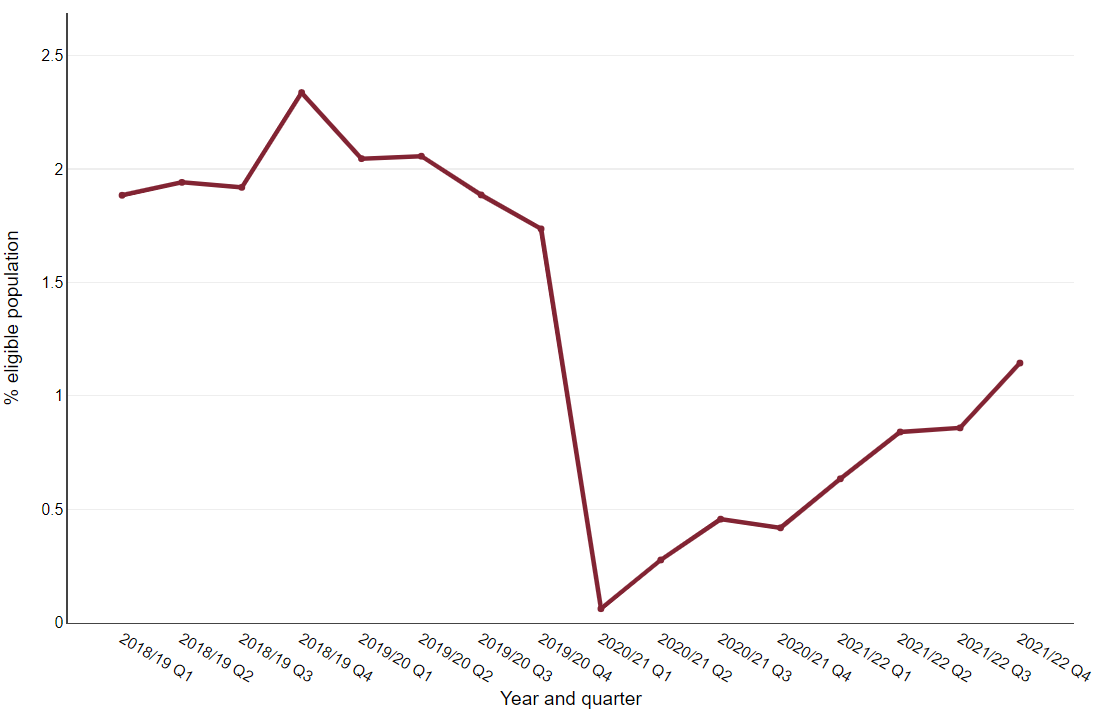 % eligible population
2.5
2
1.5
1
0.5
0
2018/19 Q1
2018/19 Q2
2018/19 Q3
2018/19 Q4
2019/20 Q1
2019/20 Q2
2019/20 Q3
2019/20 Q4
2020/21 Q1
2020/21 Q2
2020/21 Q3
2020/21 Q4
2021/22 Q1
2021/22 Q2
2021/22 Q3
2021/22 Q4
Year and quarter